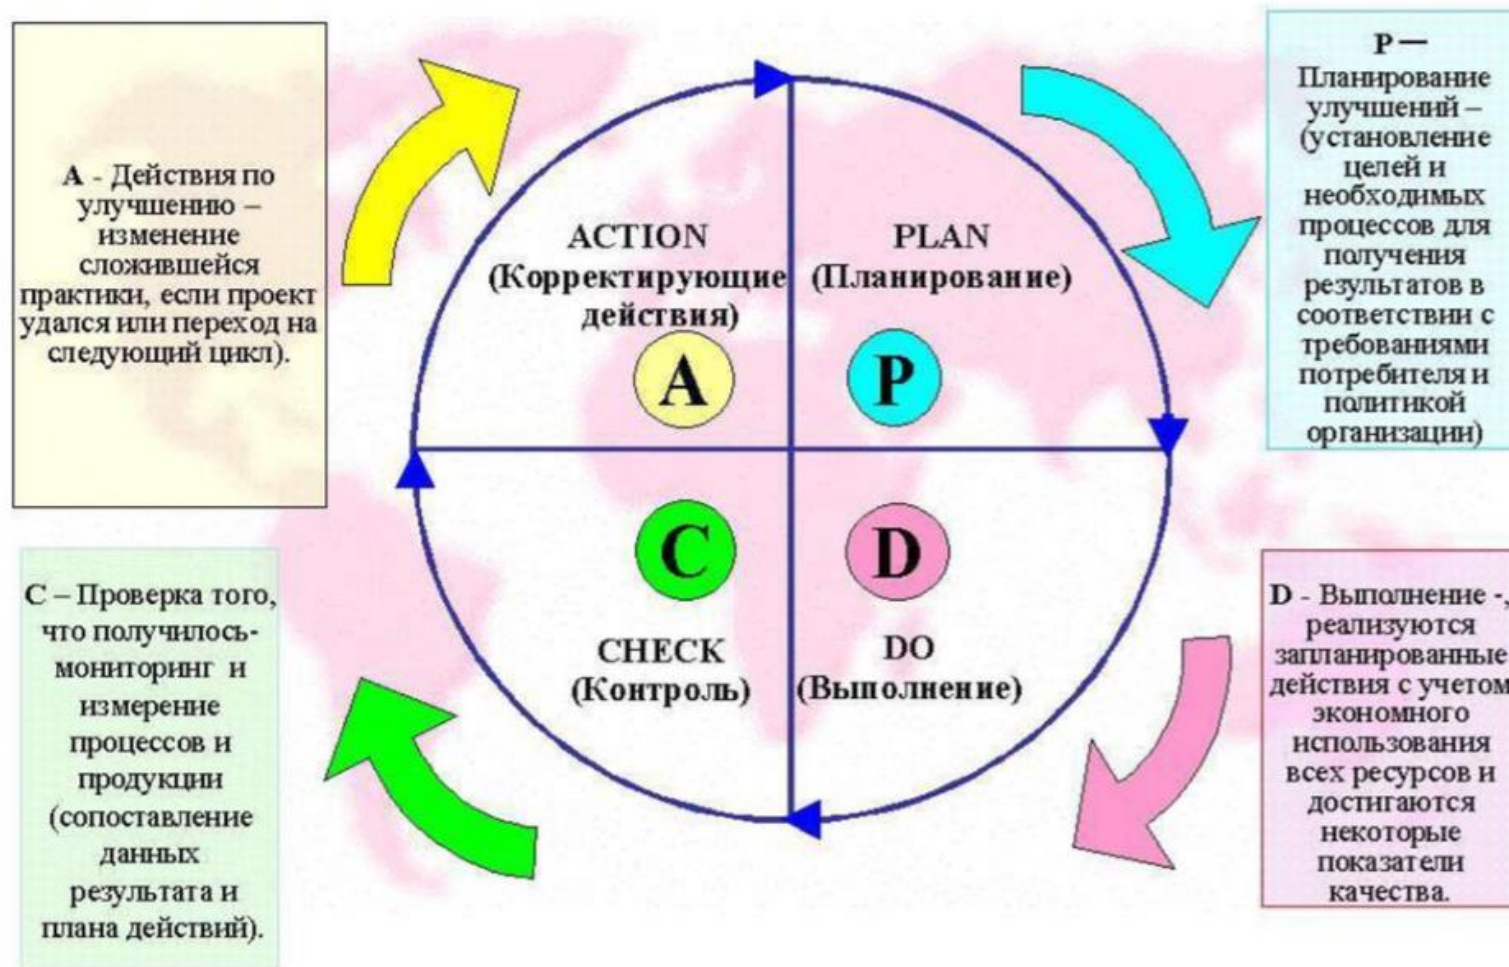 А - Действия по
улучшению –
изменение
сложившейся
практики, если проект
удался или переход на
следующий цикл).
ACTION
(Корректирующие
действия)
A
PLAN
(Планирование)
P
Р —
Планирование
улучшений –
(установление
целей и
необходимых
процессов для
получения
результатов в
соответствии с
требованиями
потребителя и
политикой
организации)
С – Проверка того,
что получилось-
мониторинг и
измерение
процессов и
продукции
(сопоставление
данных
результата и
плана действий).
C
CHECK
(Контроль)
D
DO
(Выполнение)
D - Выполнение -,
реализуются
запланированные
действия с учетом
экономного
использования
всех ресурсов и
достигаются
некоторые
показатели
качества.